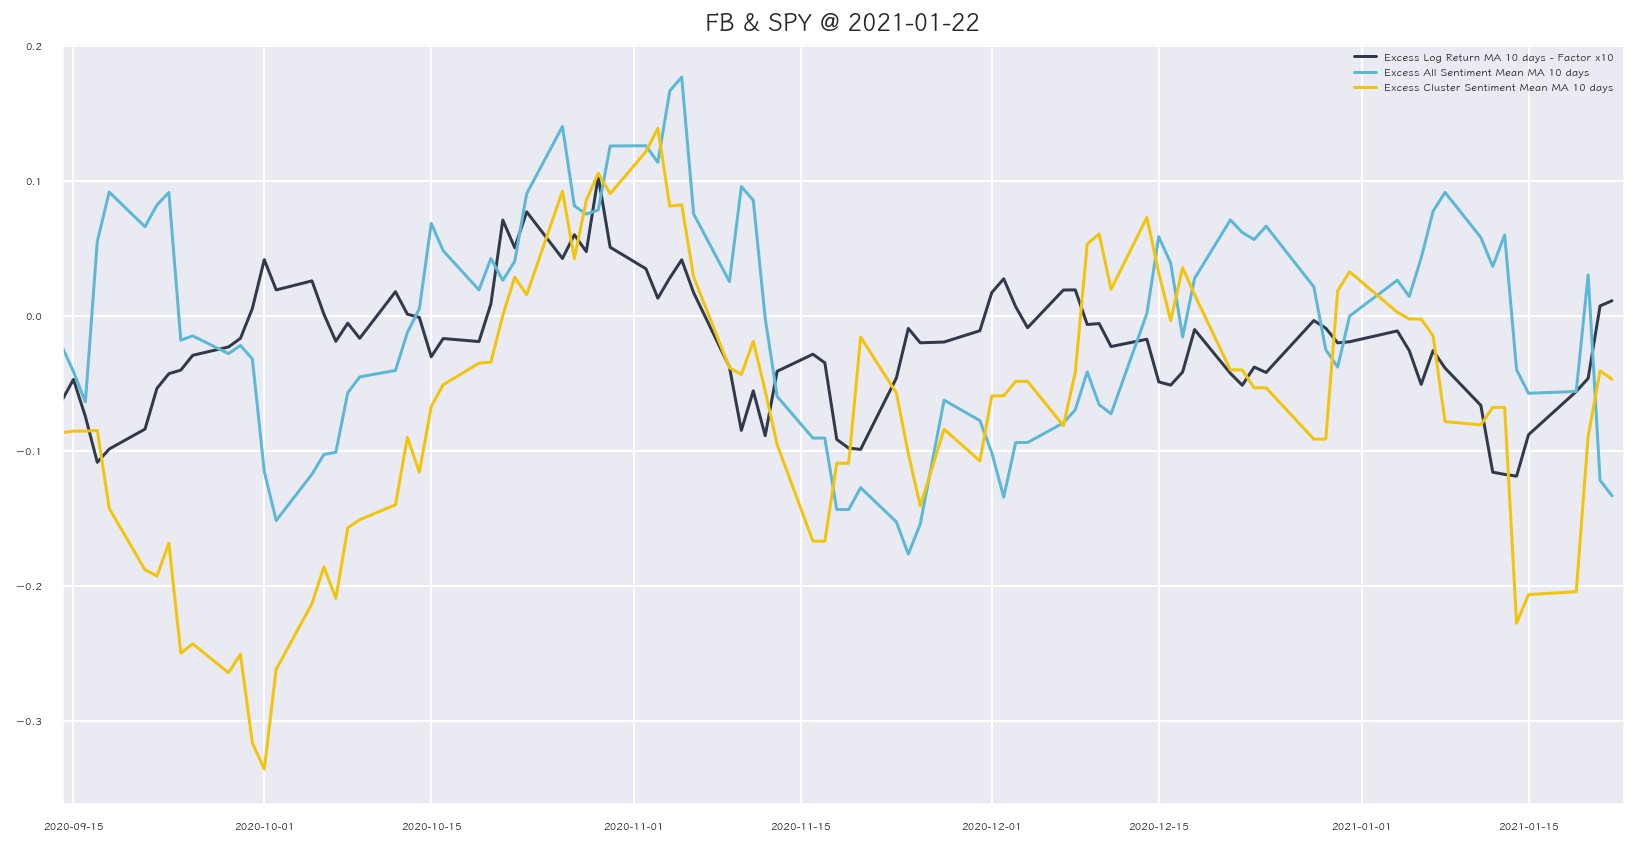 FB & SPY @ 2021-01-22
Excess Log Return MA 10 days - Factor x10
Excess All Sentiment Mean MA 10 days
Excess Cluster Sentiment Mean MA 10 days
0.2
0.1
0.0
−0.1
−0.2
−0.3
2020-09-15 2020-10-01 2020-10-15 2020-11-01 2020-11-15 2020-12-01 2020-12-15 2021-01-01 2021-01-15